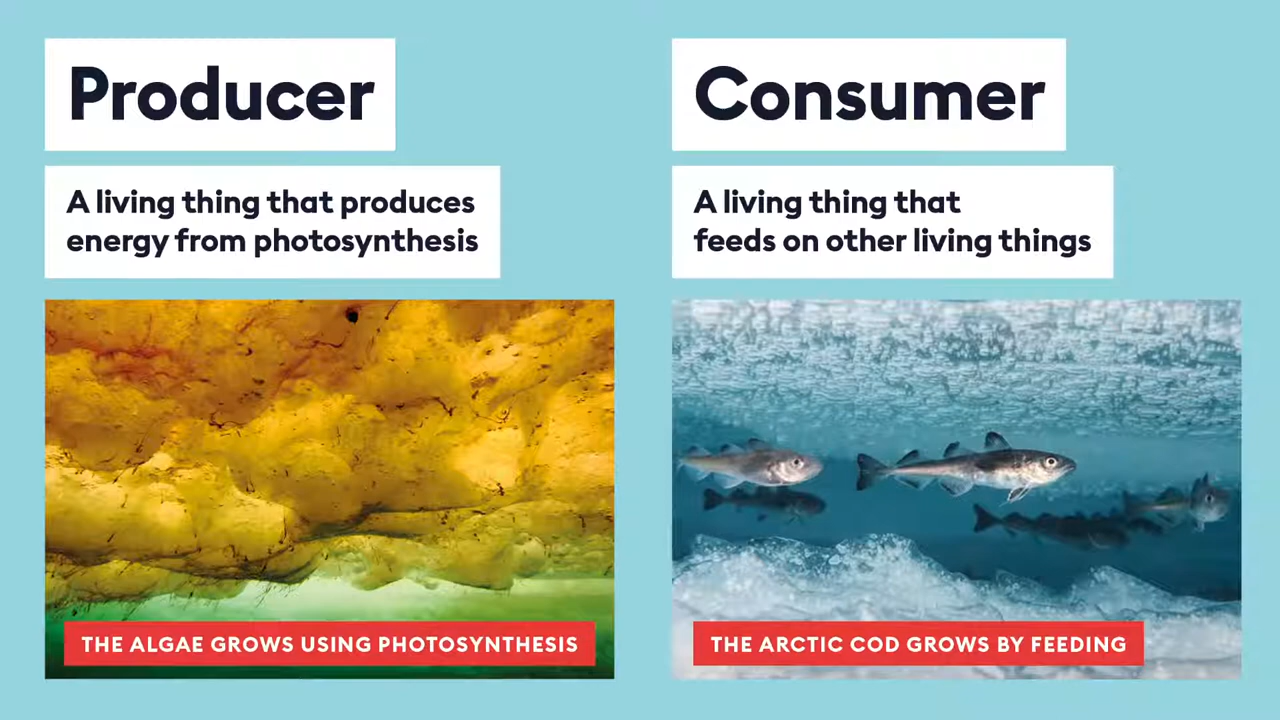 Producer
A living thing that produces
energy from photosynthesis
THE ALGAE GROWS USING PHOTOSYNTHESIS
Consumer
A living thing that
feeds on other living things
THE ARCTIC COD GROWS BY FEEDING